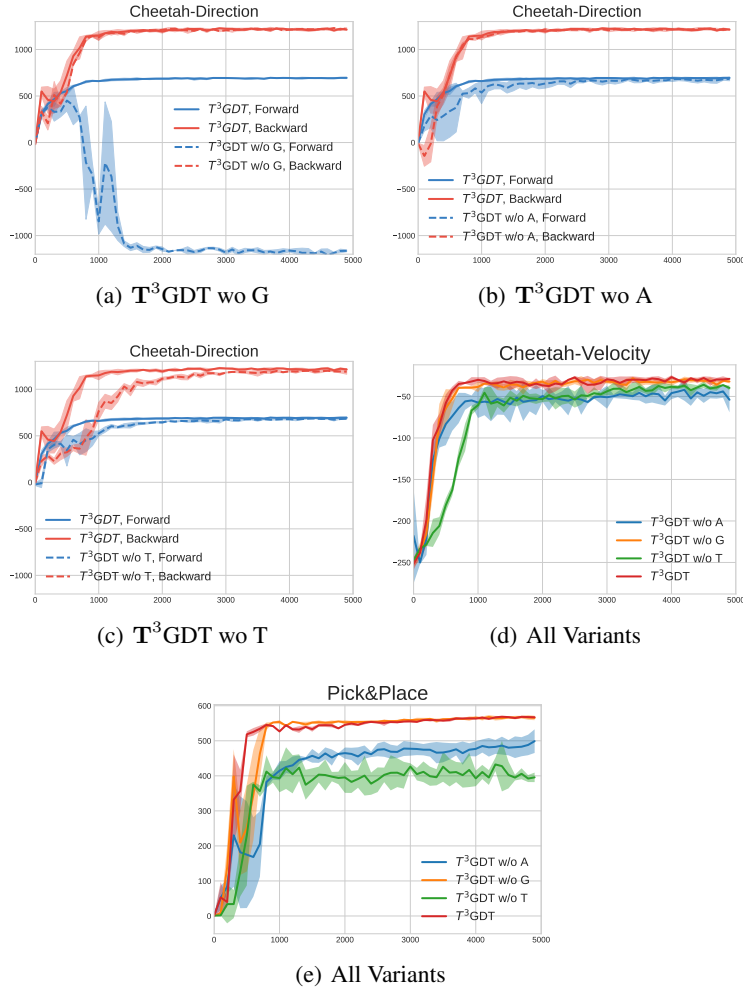 Cheetah-Direction
1000
500
0
−500
−1000
T³GDT, Forward
T³GDT, Backward
T³GDT w/o G, Forward
T³GDT w/o G, Backward
0 1000 2000 3000 4000 5000
(a) T³GDT wo G
Cheetah-Direction
1000
500
0
−500
−1000
T³GDT, Forward
T³GDT, Backward
T³GDT w/o A, Forward
T³GDT w/o A, Backward
0 1000 2000 3000 4000 5000
(b) T³GDT wo A
Cheetah-Direction
1000
500
0
−500
−1000
T³GDT, Forward
T³GDT, Backward
T³GDT w/o T, Forward
T³GDT w/o T, Backward
0 1000 2000 3000 4000 5000
(c) T³GDT wo T
Cheetah-Velocity
−50
−100
−150
−200
−250
T³GDT w/o A
T³GDT w/o G
T³GDT w/o T
T³GDT
0 1000 2000 3000 4000 5000
(d) All Variants
Pick&Place
600
500
400
300
200
100
0
T³GDT w/o A
T³GDT w/o G
T³GDT w/o T
T³GDT
0 1000 2000 3000 4000 5000
(e) All Variants